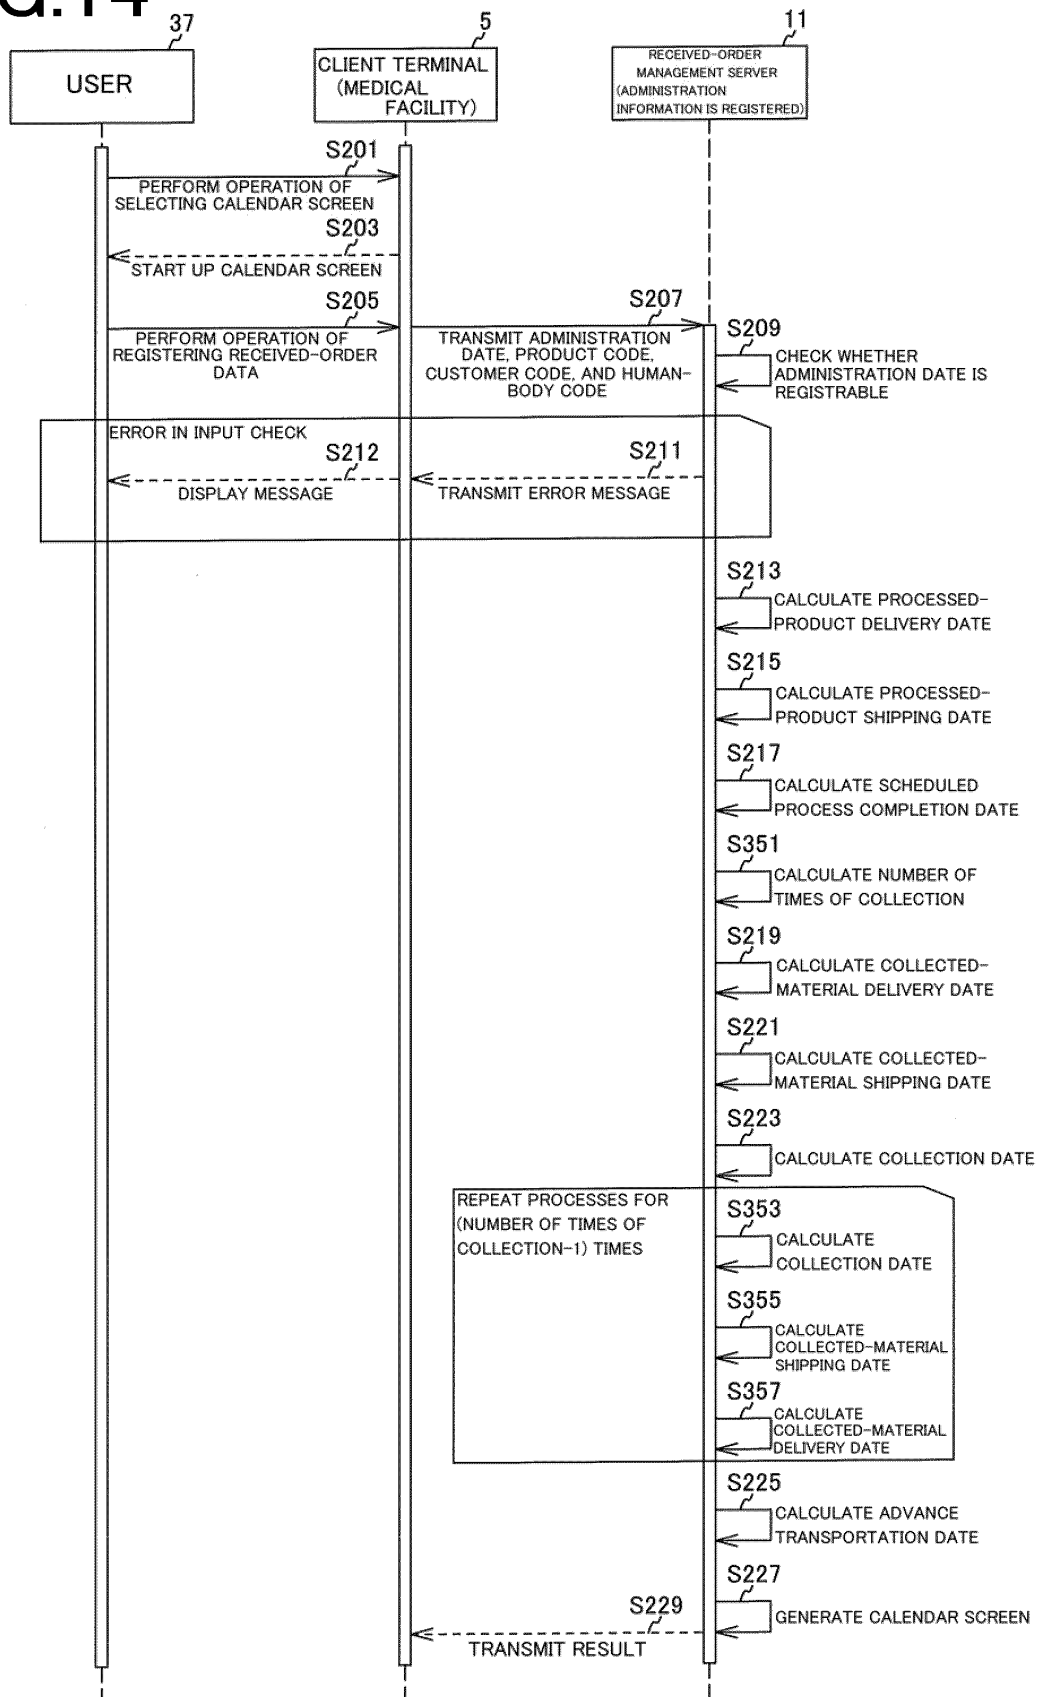 G.14
37
5
11
USER
CLIENT TERMINAL
(MEDICAL
FACILITY)
RECEIVED-ORDER
MANAGEMENT SERVER
(ADMINISTRATION
INFORMATION IS REGISTERED)
S201
PERFORM OPERATION OF
SELECTING CALENDAR SCREEN
S203
START UP CALENDAR SCREEN
S205
PERFORM OPERATION OF
REGISTERING RECEIVED-ORDER
DATA
S207
TRANSMIT ADMINISTRATION
DATE, PRODUCT CODE,
CUSTOMER CODE, AND HUMAN-
BODY CODE
S209
CHECK WHETHER
ADMINISTRATION DATE IS
REGISTRABLE
ERROR IN INPUT CHECK
S212
DISPLAY MESSAGE
S211
TRANSMIT ERROR MESSAGE
S213
CALCULATE PROCESSED-
PRODUCT DELIVERY DATE
S215
CALCULATE PROCESSED-
PRODUCT SHIPPING DATE
S217
CALCULATE SCHEDULED
PROCESS COMPLETION DATE
S351
CALCULATE NUMBER OF
TIMES OF COLLECTION
S219
CALCULATE COLLECTED-
MATERIAL DELIVERY DATE
S221
CALCULATE COLLECTED-
MATERIAL SHIPPING DATE
S223
CALCULATE COLLECTION DATE
REPEAT PROCESSES FOR
(NUMBER OF TIMES OF
COLLECTION-1) TIMES
S353
CALCULATE
COLLECTION DATE
S355
CALCULATE
COLLECTED-MATERIAL
SHIPPING DATE
S357
CALCULATE
COLLECTED-MATERIAL
DELIVERY DATE
S225
CALCULATE ADVANCE
TRANSPORTATION DATE
S227
GENERATE CALENDAR SCREEN
S229
TRANSMIT RESULT